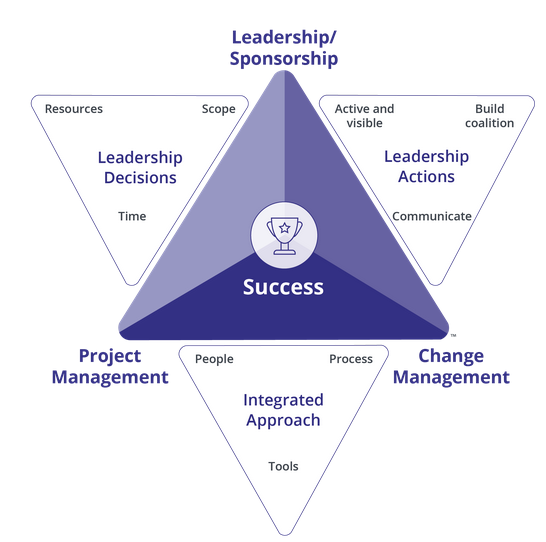 Leadership/
Sponsorship
Resources
Scope
Leadership
Decisions
Time
Active and
visible
Build
coalition
Leadership
Actions
Communicate
Success
™
Project
Management
Change
Management
People
Process
Integrated
Approach
Tools